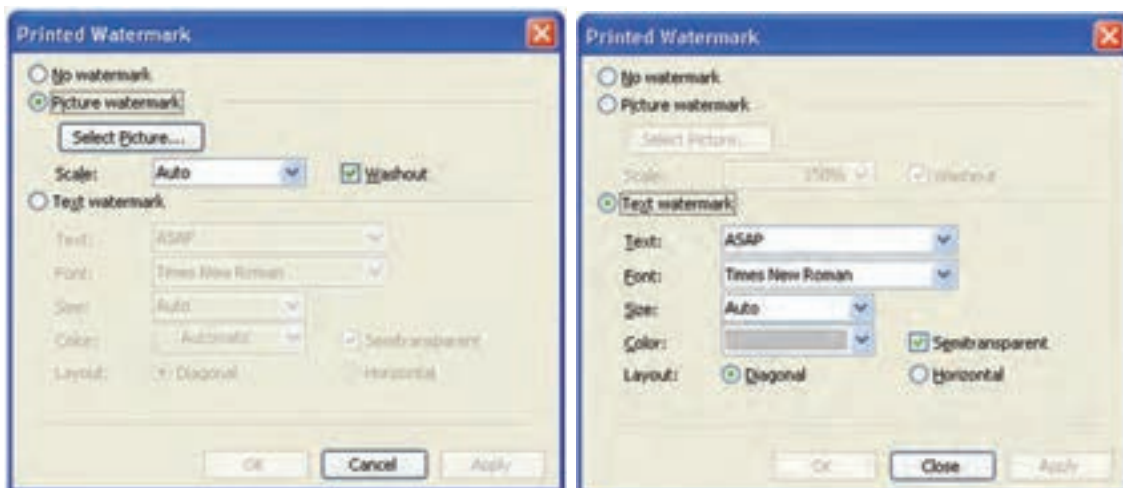 Printed Watermark
No watermark
Picture watermark
Select Picture...
Scale: Auto Washout
Text watermark
Text: ASAP
Font: Times New Roman
Size: Auto
Color: Automatic Semitransparent
Layout: Diagonal Horizontal
OK Cancel Apply
Printed Watermark
No watermark
Picture watermark
Select Picture...
Scale: 150% Washout
Text watermark
Text: ASAP
Font: Times New Roman
Size: Auto
Color: Semitransparent
Layout: Diagonal Horizontal
OK Close Apply